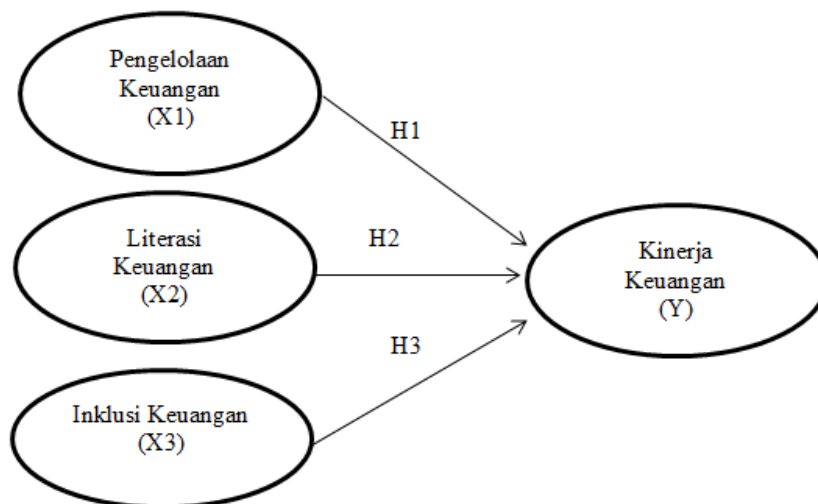 Pengelolaan
Keuangan
(X1)
H1
Literasi
Keuangan
(X2)
H2
Kinerja
Keuangan
(Y)
H3
Inklusi Keuangan
(X3)